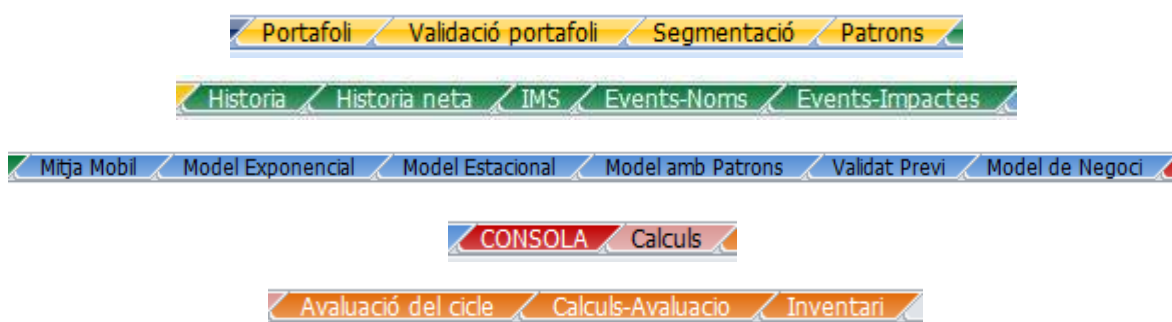 Portafoli Validació portafoli Segmentació Patrons
Historia Historia neta IMS Events-Noms Events-Impactes
Mitja Mobil Model Exponencial Model Estacional Model amb Patrons Validat Previ Model de Negoci
CONSOLA Calculs
Avaluació del cicle Calculs-Avaluacio Inventari